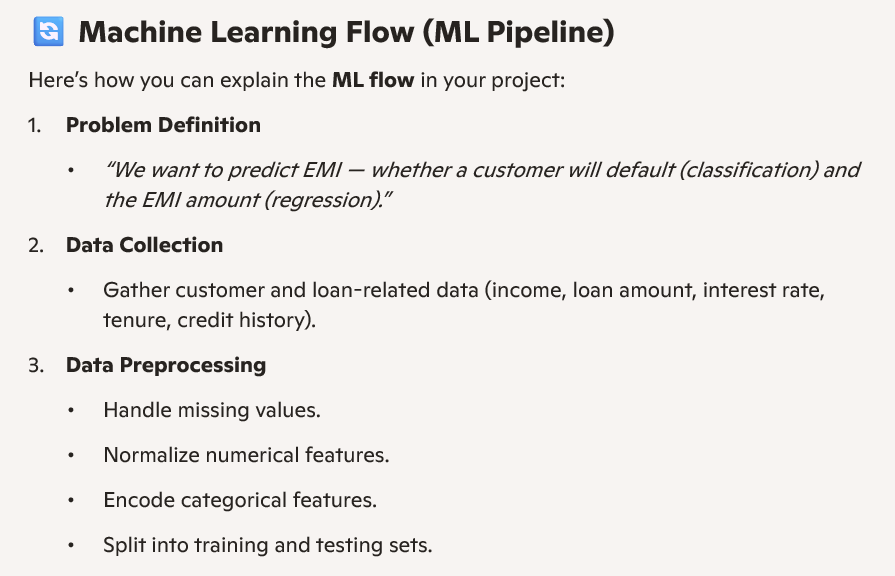 🔄 Machine Learning Flow (ML Pipeline)
Here’s how you can explain the ML flow in your project:
1. Problem Definition
• “We want to predict EMI — whether a customer will default (classification) and
the EMI amount (regression).”
2. Data Collection
• Gather customer and loan-related data (income, loan amount, interest rate,
tenure, credit history).
3. Data Preprocessing
• Handle missing values.
• Normalize numerical features.
• Encode categorical features.
• Split into training and testing sets.